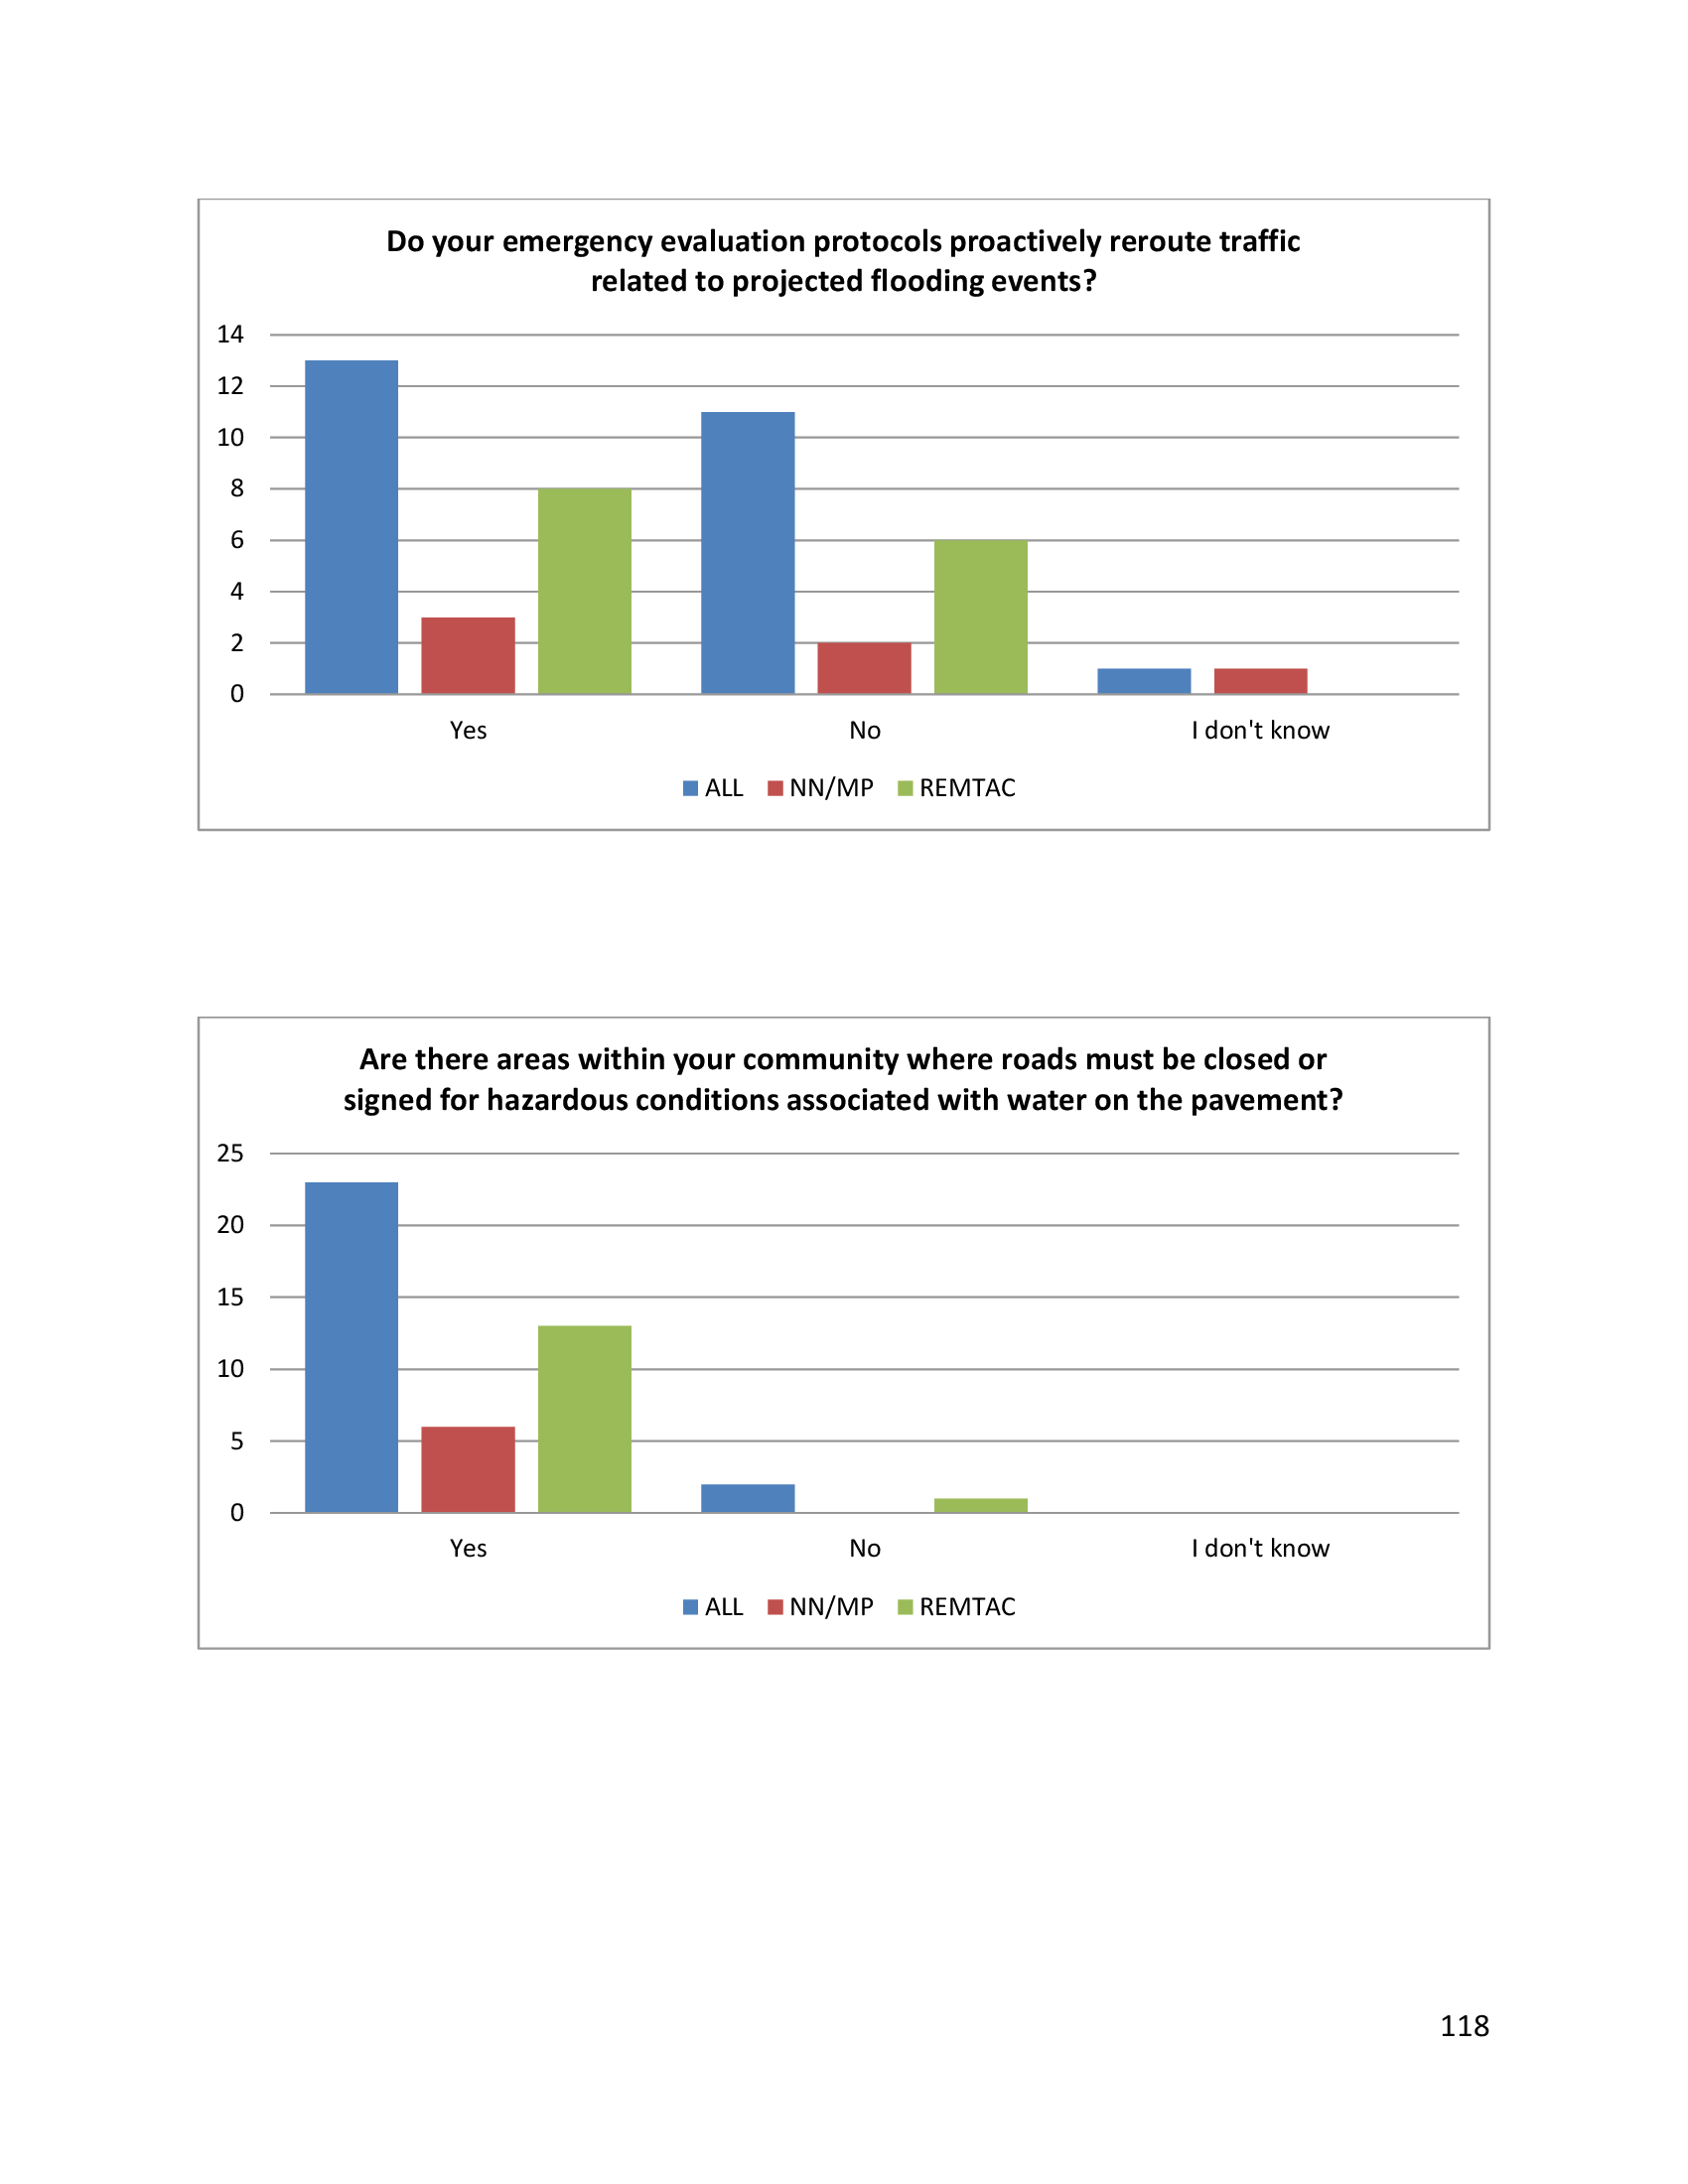 Do your emergency evaluation protocols proactively reroute traffic
related to projected flooding events?
14
12
10
8
6
4
2
0
Yes No I don't know
ALL NN/MP REMTAC
Are there areas within your community where roads must be closed or
signed for hazardous conditions associated with water on the pavement?
25
20
15
10
5
0
Yes No I don't know
ALL NN/MP REMTAC
118